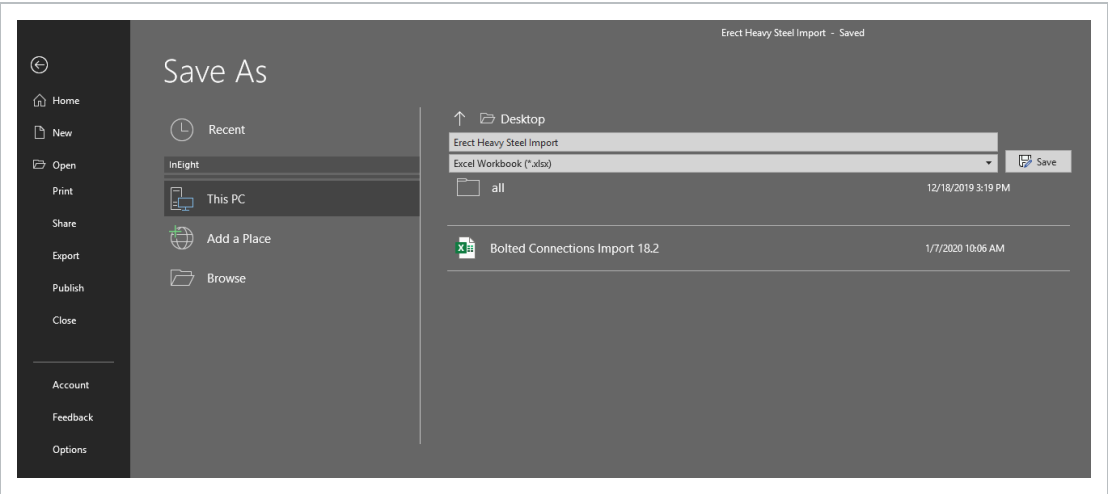 Erect Heavy Steel Import - Saved
Save As
Home
New
Open
Print
Share
Export
Publish
Close
Account
Feedback
Options
Recent
InEight
This PC
Add a Place
Browse
Desktop
Erect Heavy Steel Import
Excel Workbook (*.xlsx)
Save
all 12/18/2019 3:19 PM
Bolted Connections Import 18.2 1/7/2020 10:06 AM